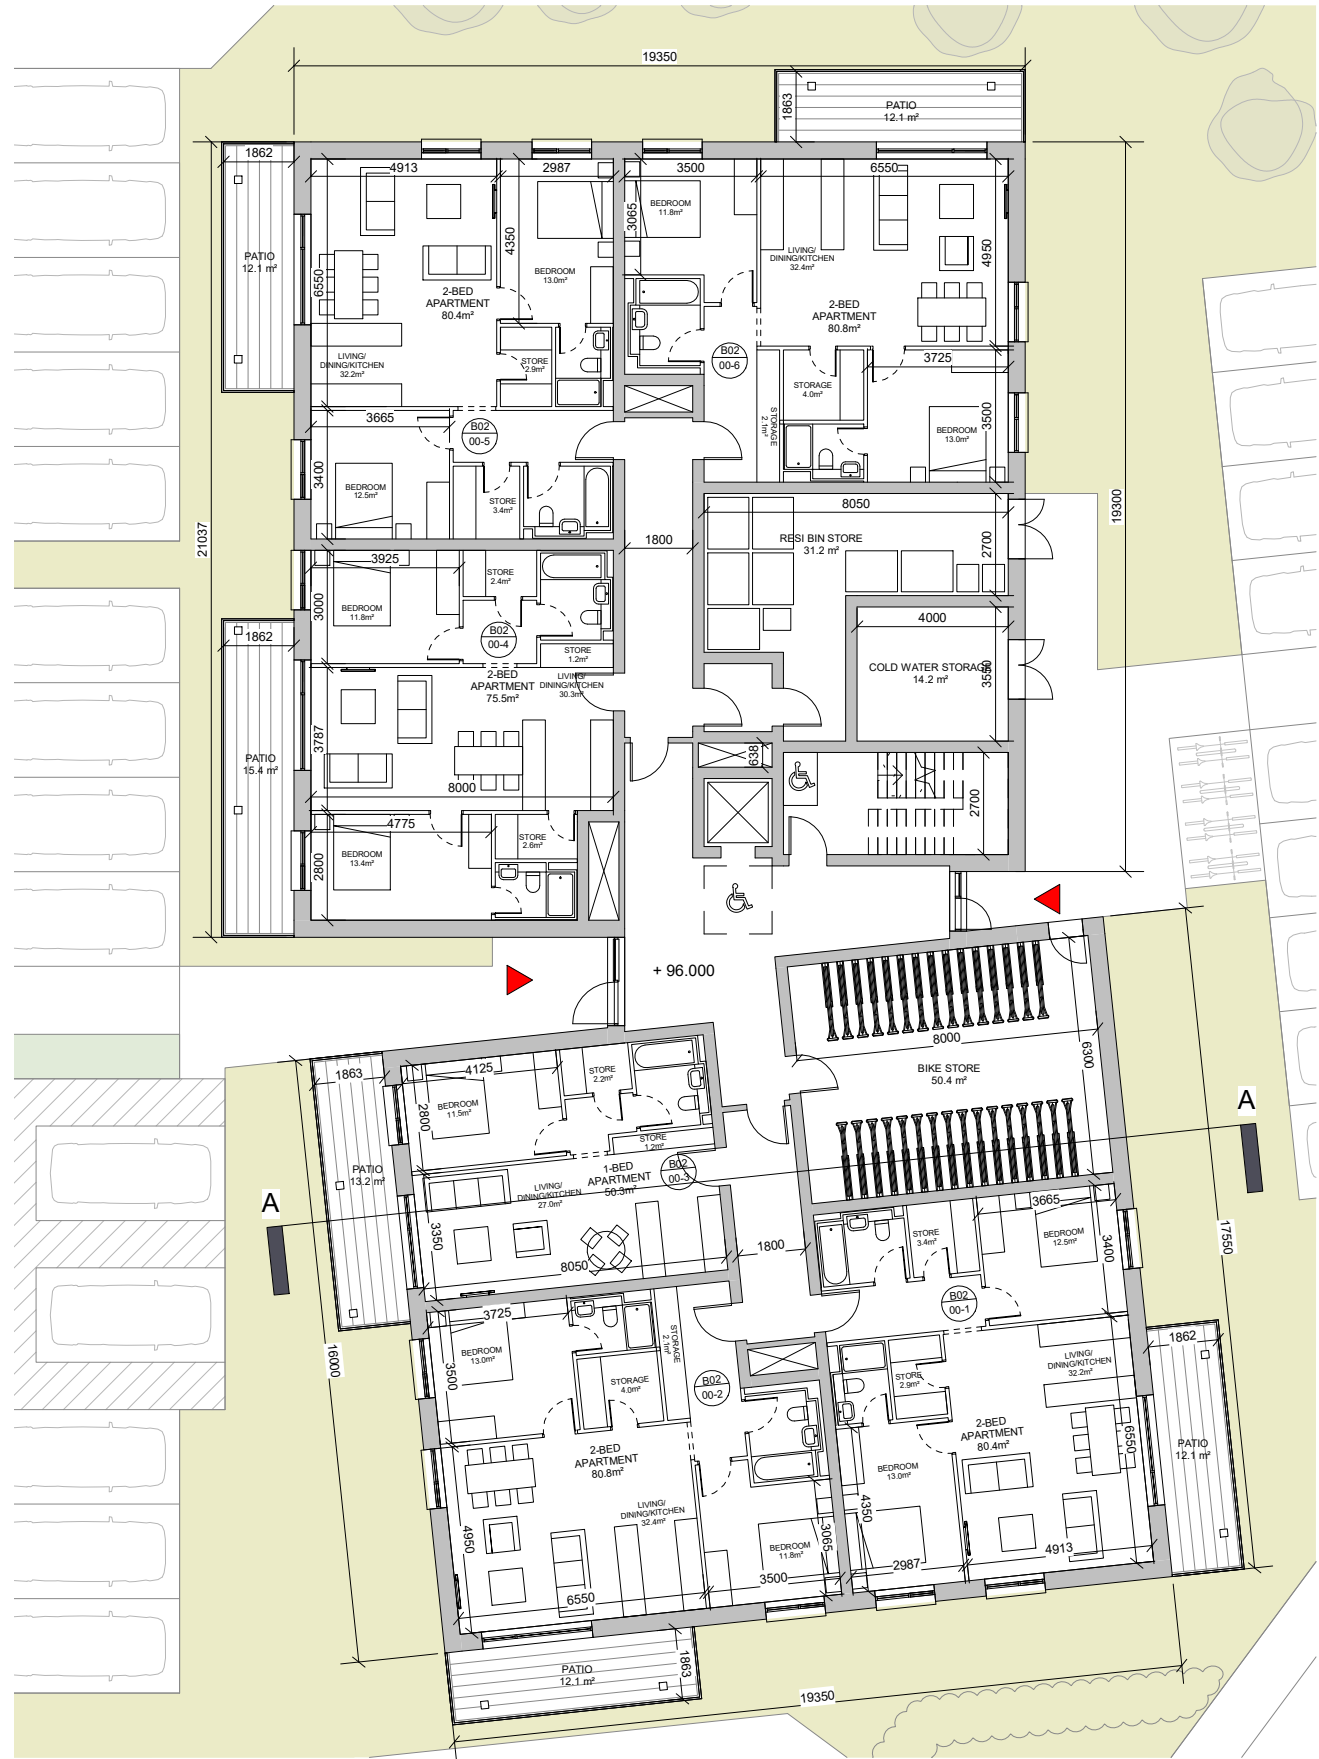 19350
1863
PATIO
12.1 m²
1862
4913
2987
3500
6550
3065
BEDROOM
11.8m²
4350
4950
PATIO
12.1 m²
6550
LIVING/
DINING/KITCHEN
32.4m²
BEDROOM
13.0m²
2-BED
APARTMENT
80.4m²
2-BED
APARTMENT
80.8m²
LIVING/
DINING/KITCHEN
32.2m²
STORE
2.9m²
B02
00-6
3725
STORAGE
4.0m²
3665
B02
00-5
STORAGE
2.1m²
3500
BEDROOM
13.0m²
3400
BEDROOM
12.5m²
STORE
3.4m²
8050
19300
21037
1800
RESI BIN STORE
31.2 m²
2700
3925
STORE
2.4m²
3000
BEDROOM
11.8m²
4000
1862
B02
00-4
STORE
1.2m²
COLD WATER STORAGE
14.2 m²
3550
2-BED
APARTMENT
75.5m²
LIVING/
DINING/KITCHEN
30.3m²
3787
638
PATIO
15.4 m²
8000
2700
4775
STORE
2.6m²
BEDROOM
13.4m²
2800
+ 96.000
8000
6300
BIKE STORE
50.4 m²
1863
4125
STORE
2.2m²
BEDROOM
11.5m²
2800
A
STORE
1.2m²
PATIO
13.2 m²
1-BED
APARTMENT
50.3m²
B02
00-3
LIVING/
DINING/KITCHEN
27.0m²
A
3350
3665
STORE
3.4m²
BEDROOM
12.5m²
3400
17550
1800
8050
B02
00-1
3725
STORAGE
2.1m²
1862
BEDROOM
13.0m²
16000
3500
LIVING/
DINING/KITCHEN
32.2m²
STORAGE
4.0m²
B02
00-2
STORE
2.9m²
2-BED
APARTMENT
80.4m²
6550
PATIO
12.1 m²
2-BED
APARTMENT
80.8m²
BEDROOM
13.0m²
4350
LIVING/
DINING/KITCHEN
32.4m²
4950
3065
BEDROOM
11.8m²
4913
2987
3500
6550
PATIO
12.1 m²
1863
19350